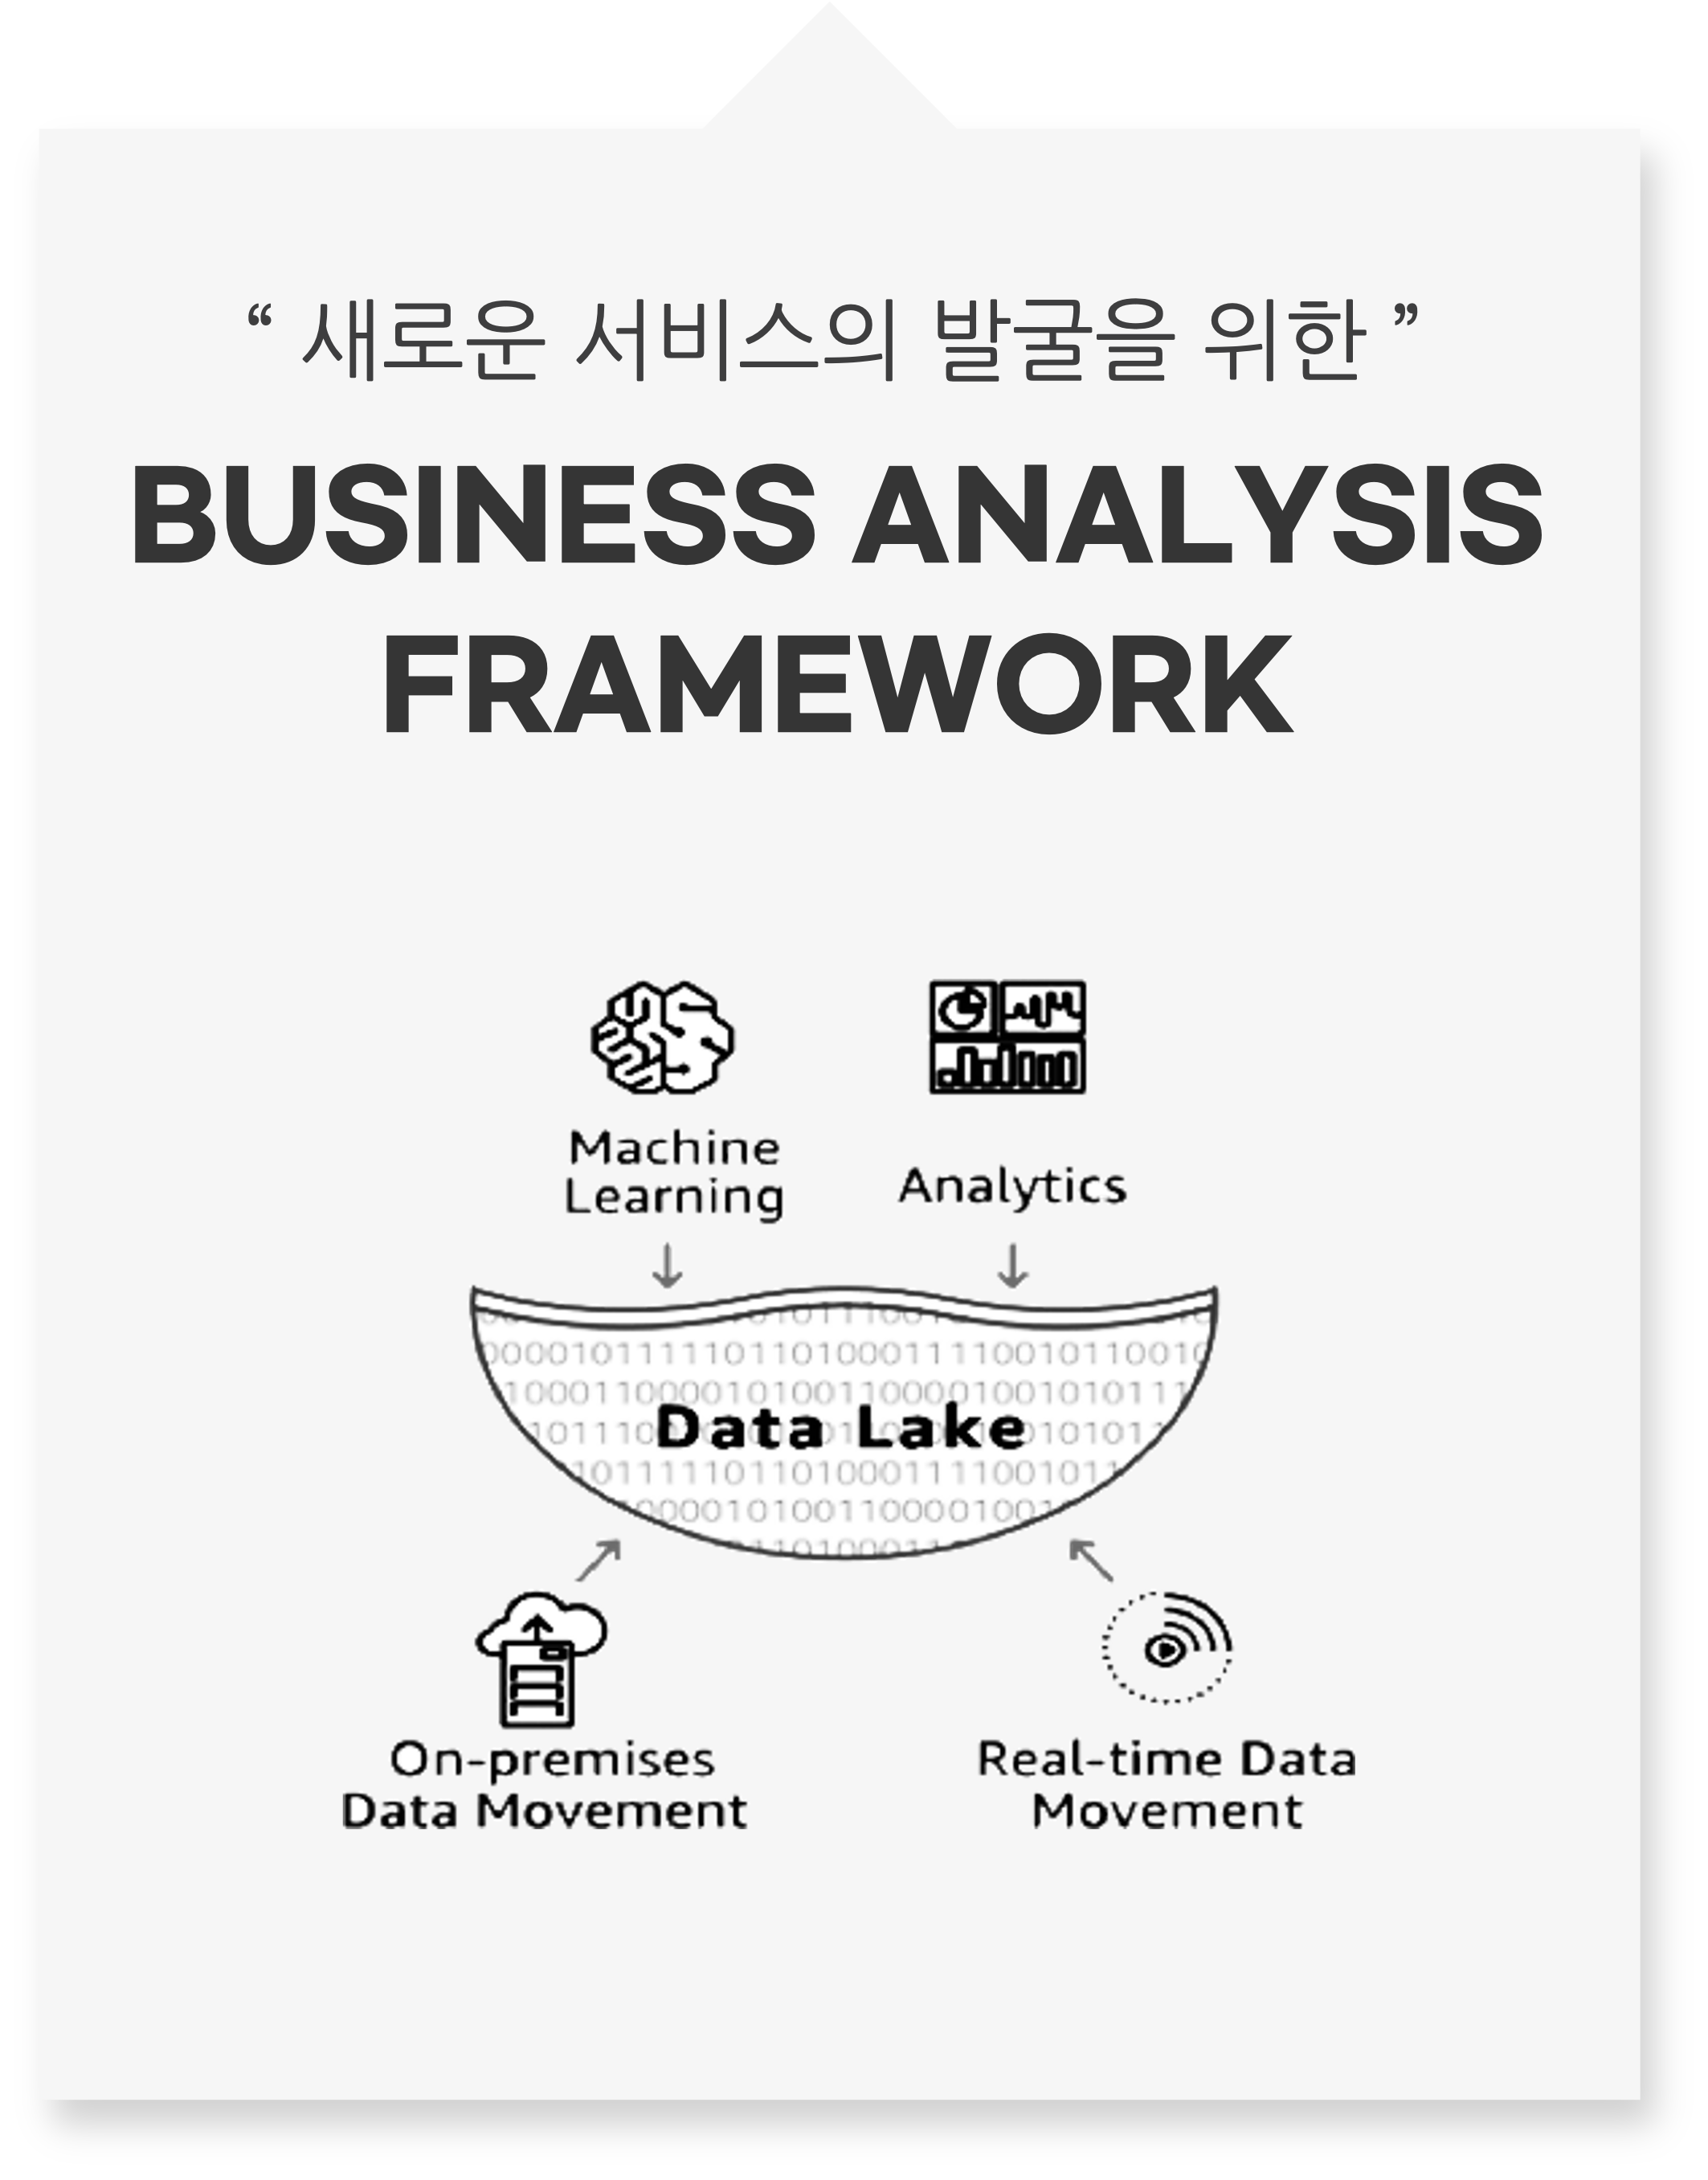 “ 새로운 서비스의 발굴을 위한 ”
BUSINESS ANALYSIS
FRAMEWORK
Machine
Learning
Analytics
Data Lake
On-premises
Data Movement
Real-time Data
Movement